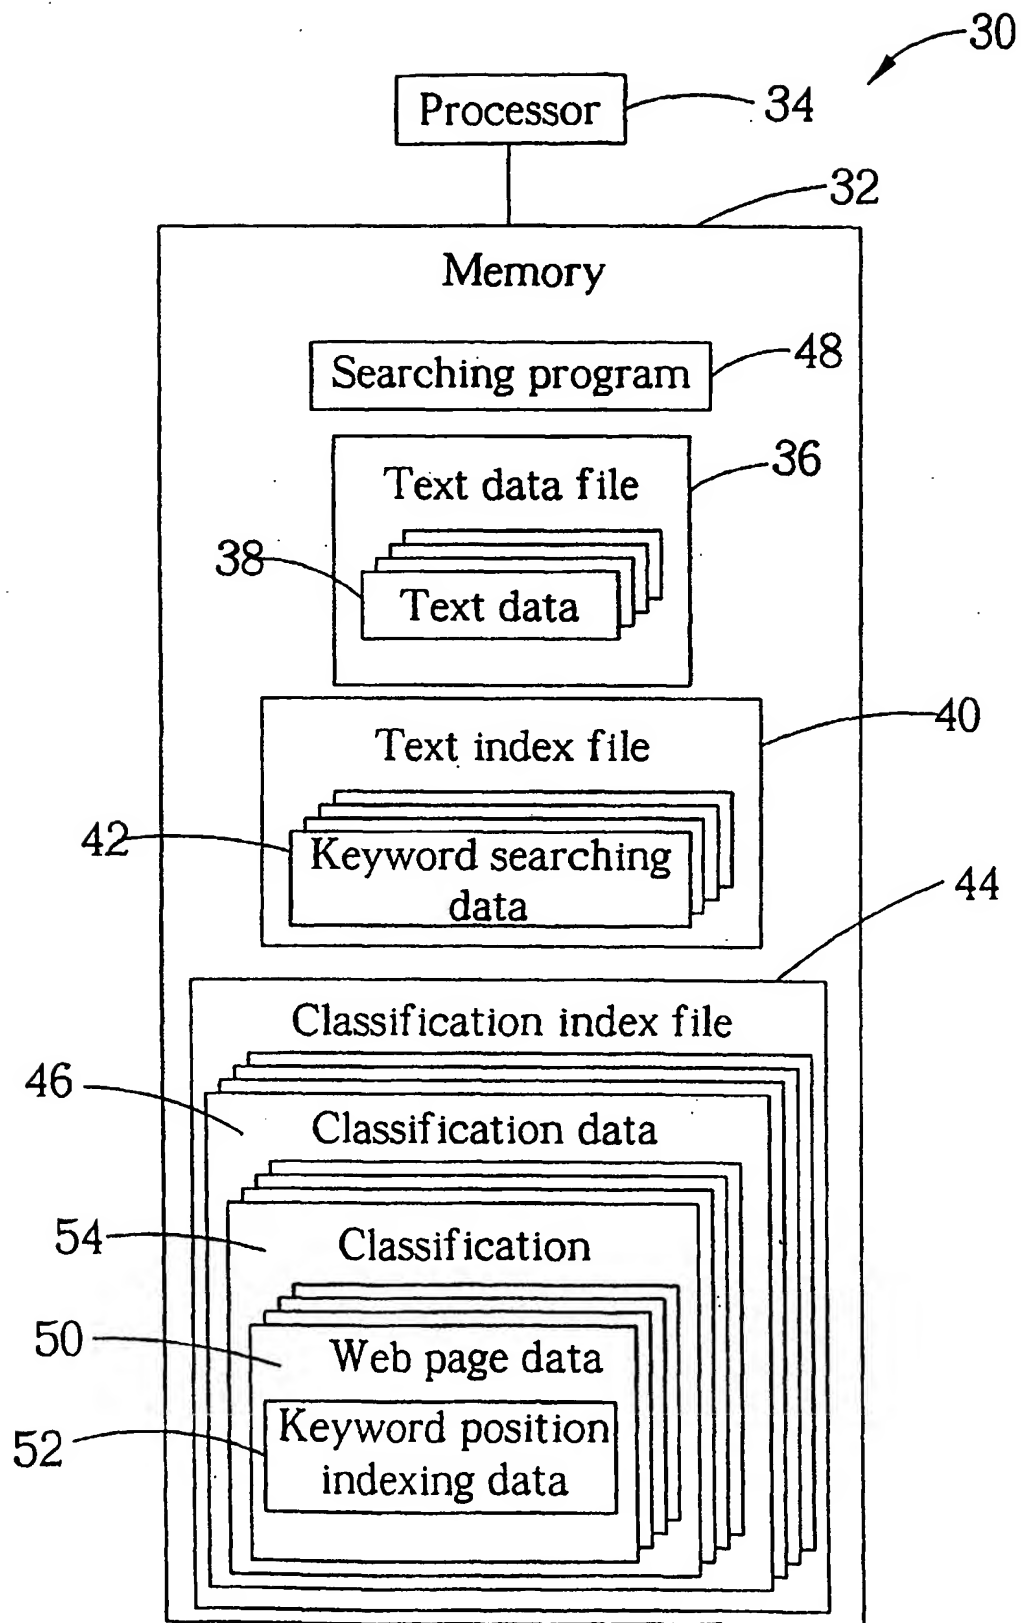 30
Processor
34
32
Memory
Searching program
48
Text data file
36
38
Text data
Text index file
40
42
Keyword searching
data
44
Classification index file
46
Classification data
54
Classification
50
Web page data
52
Keyword position
indexing data